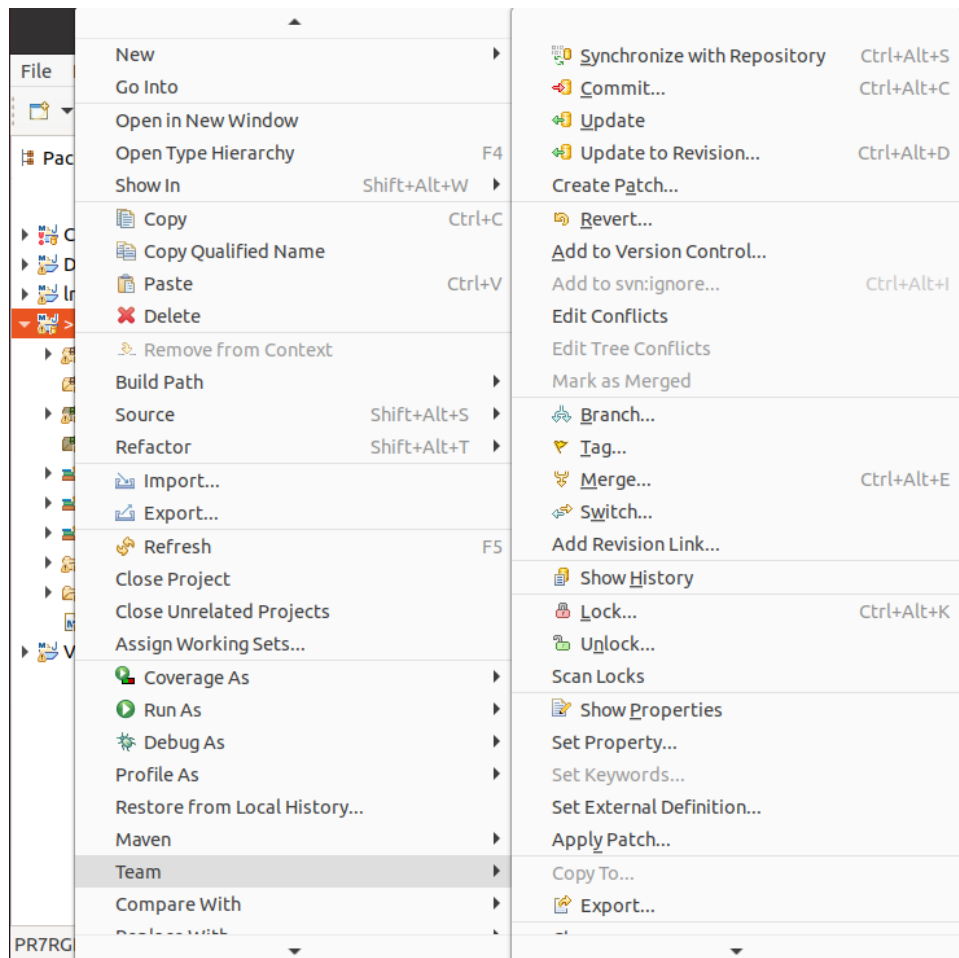 File
Pac
C
D
>
V
PR7RG
New
Go Into
Open in New Window
Open Type Hierarchy F4
Show In Shift+Alt+W
Copy Ctrl+C
Copy Qualified Name
Paste Ctrl+V
Delete
Remove from Context
Build Path
Source Shift+Alt+S
Refactor Shift+Alt+T
Import...
Export...
Refresh F5
Close Project
Close Unrelated Projects
Assign Working Sets...
Coverage As
Run As
Debug As
Profile As
Restore from Local History...
Maven
Team
Compare With
Replace With
Synchronize with Repository Ctrl+Alt+S
Commit... Ctrl+Alt+C
Update
Update to Revision... Ctrl+Alt+D
Create Patch...
Revert...
Add to Version Control...
Add to svn:ignore... Ctrl+Alt+I
Edit Conflicts
Edit Tree Conflicts
Mark as Merged
Branch...
Tag...
Merge... Ctrl+Alt+E
Switch...
Add Revision Link...
Show History
Lock... Ctrl+Alt+K
Unlock...
Scan Locks
Show Properties
Set Property...
Set Keywords...
Set External Definition...
Apply Patch...
Copy To...
Export...